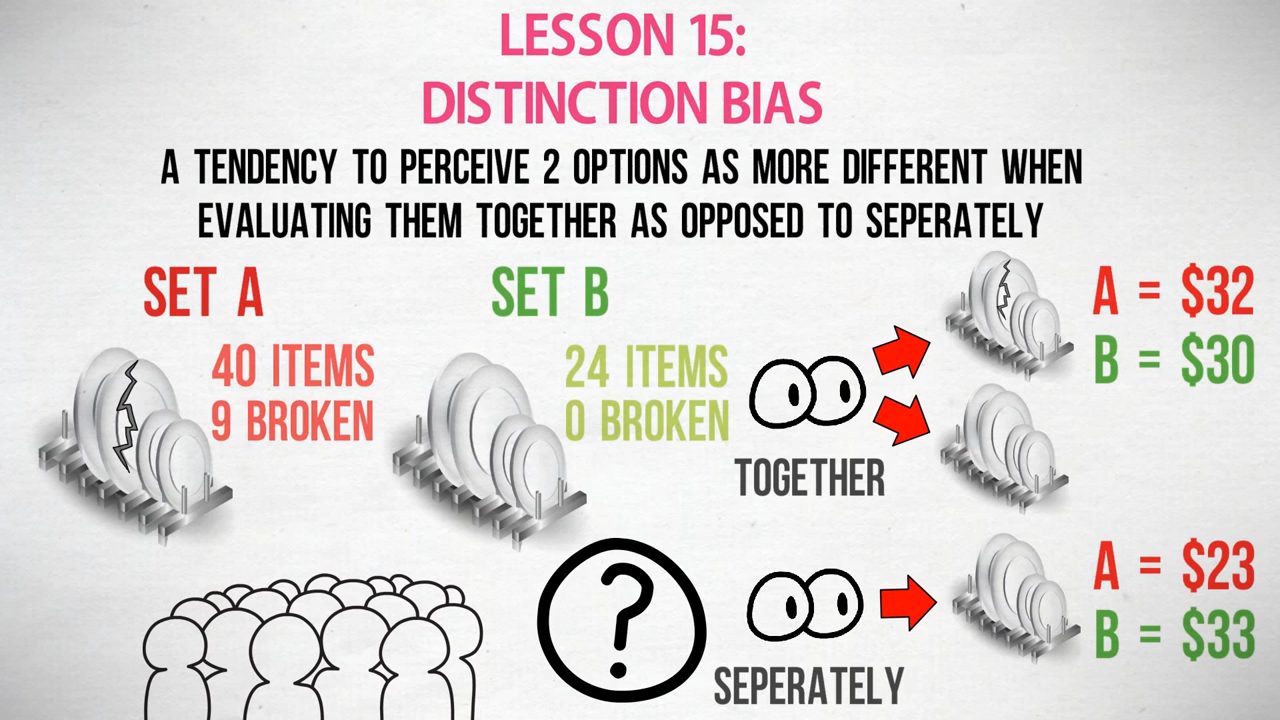 LESSON 15:
DISTINCTION BIAS
A TENDENCY TO PERCEIVE 2 OPTIONS AS MORE DIFFERENT WHEN
EVALUATING THEM TOGETHER AS OPPOSED TO SEPERATELY
SET A
40 ITEMS
9 BROKEN
SET B
24 ITEMS
0 BROKEN
TOGETHER
A = $32
B = $30
?
SEPERATELY
A = $23
B = $33